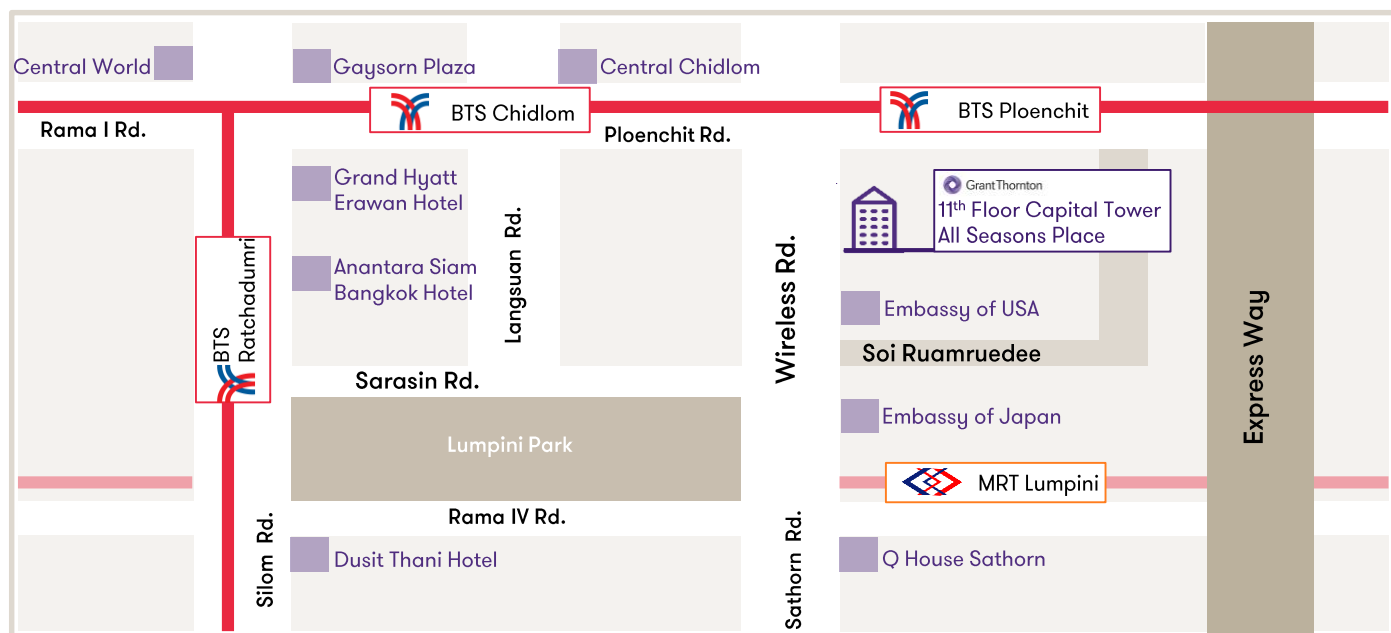 Central World
Gaysorn Plaza
Central Chidlom
BTS Chidlom
BTS Ploenchit
Rama I Rd.
Ploenchit Rd.
Grand Hyatt
Erawan Hotel
GrantThornton
11th Floor Capital Tower
All Seasons Place
BTS
Ratchadumri
Anantara Siam
Bangkok Hotel
Langsuan Rd.
Wireless Rd.
Embassy of USA
Soi Ruamruedee
Express Way
Sarasin Rd.
Embassy of Japan
Lumpini Park
MRT Lumpini
Rama IV Rd.
Silom Rd.
Dusit Thani Hotel
Sathorn Rd.
Q House Sathorn